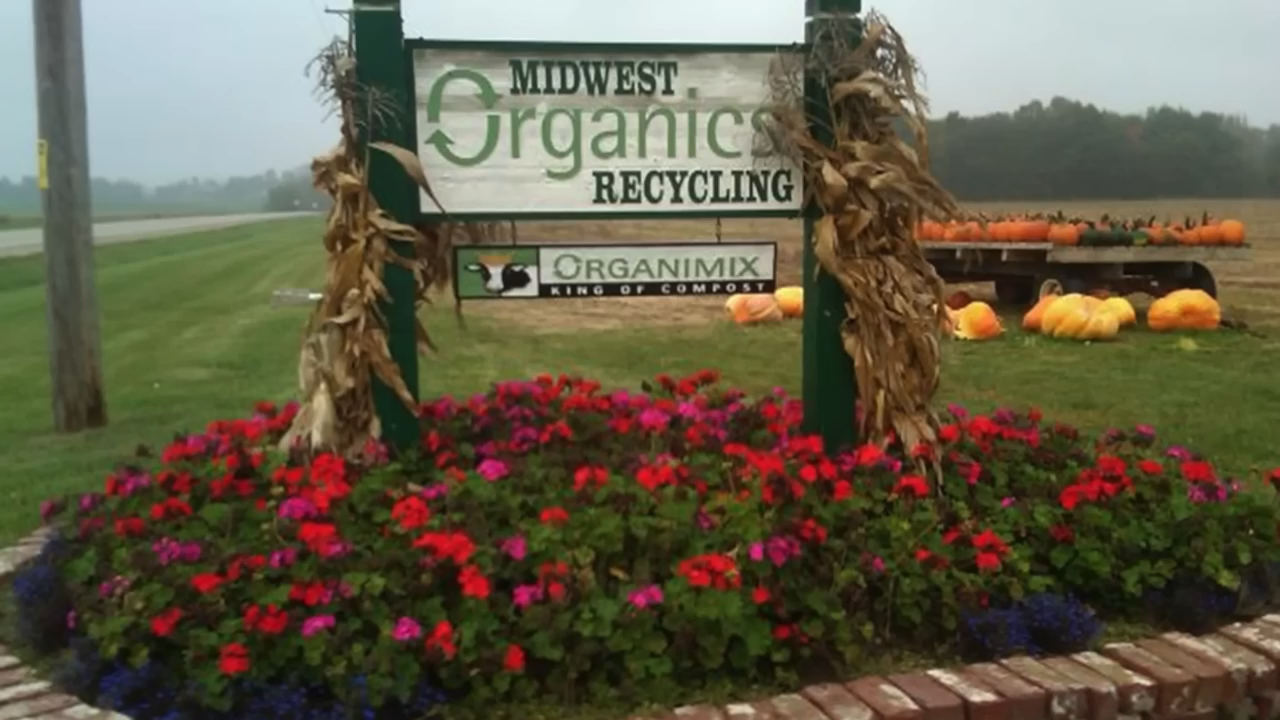 MIDWEST
Organics
RECYCLING
ORGANIMIX
KING OF COMPOST